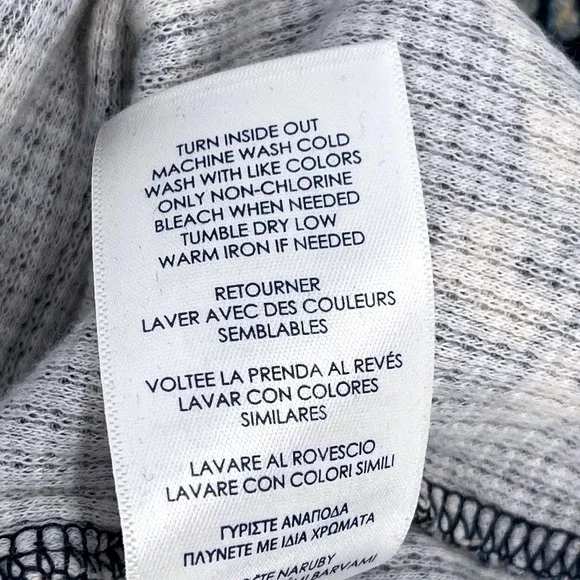 TURN INSIDE OUT
MACHINE WASH COLD
WASH WITH LIKE COLORS
ONLY NON-CHLORINE
BLEACH WHEN NEEDED
TUMBLE DRY LOW
WARM IRON IF NEEDED
RETOURNER
LAVER AVEC DES COULEURS
SEMBLABLES
VOLTEE LA PRENDA AL REVÉS
LAVAR CON COLORES
SIMILARES
LAVARE AL ROVESCIO
LAVARE CON COLORI SIMILI
ΓΥΡΙΣΤΕ ΑΝΑΠΟΔΑ
ΠΛΥΝΕΤΕ ΜΕ ΙΔΙΑ ΧΡΩΜΑΤΑ
NARUBY
BARVAMI